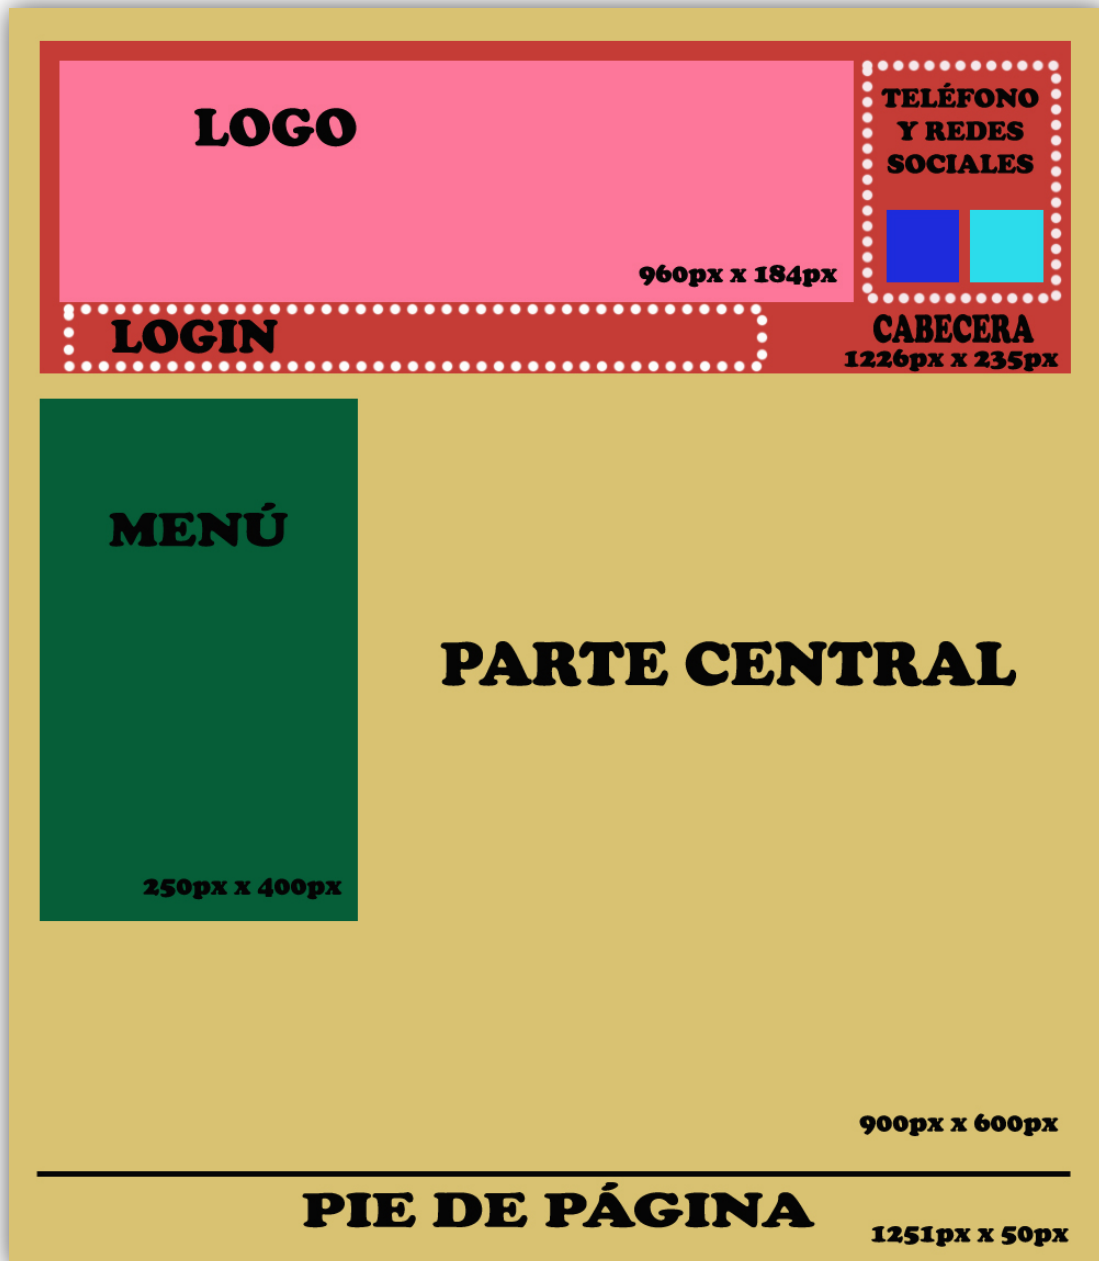 LOGO
960px x 184px
TELÉFONO
Y REDES
SOCIALES
LOGIN
CABECERA
1226px x 235px
MENÚ
250px x 400px
PARTE CENTRAL
900px x 600px
PIE DE PÁGINA
1251px x 50px